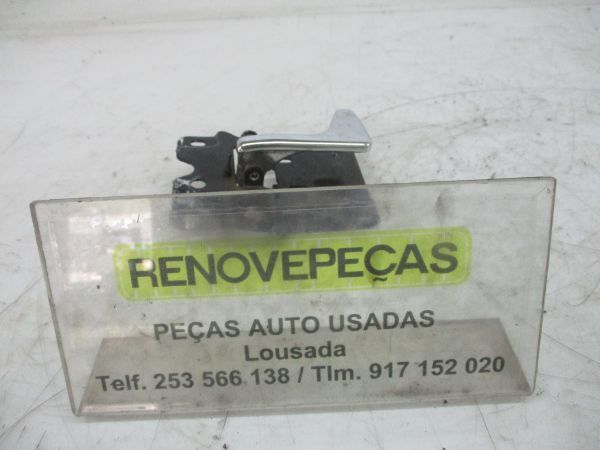 RENOVEPEÇAS
PEÇAS AUTO USADAS
Lousada
Telf. 253 566 138 / Tlm. 917 152 020